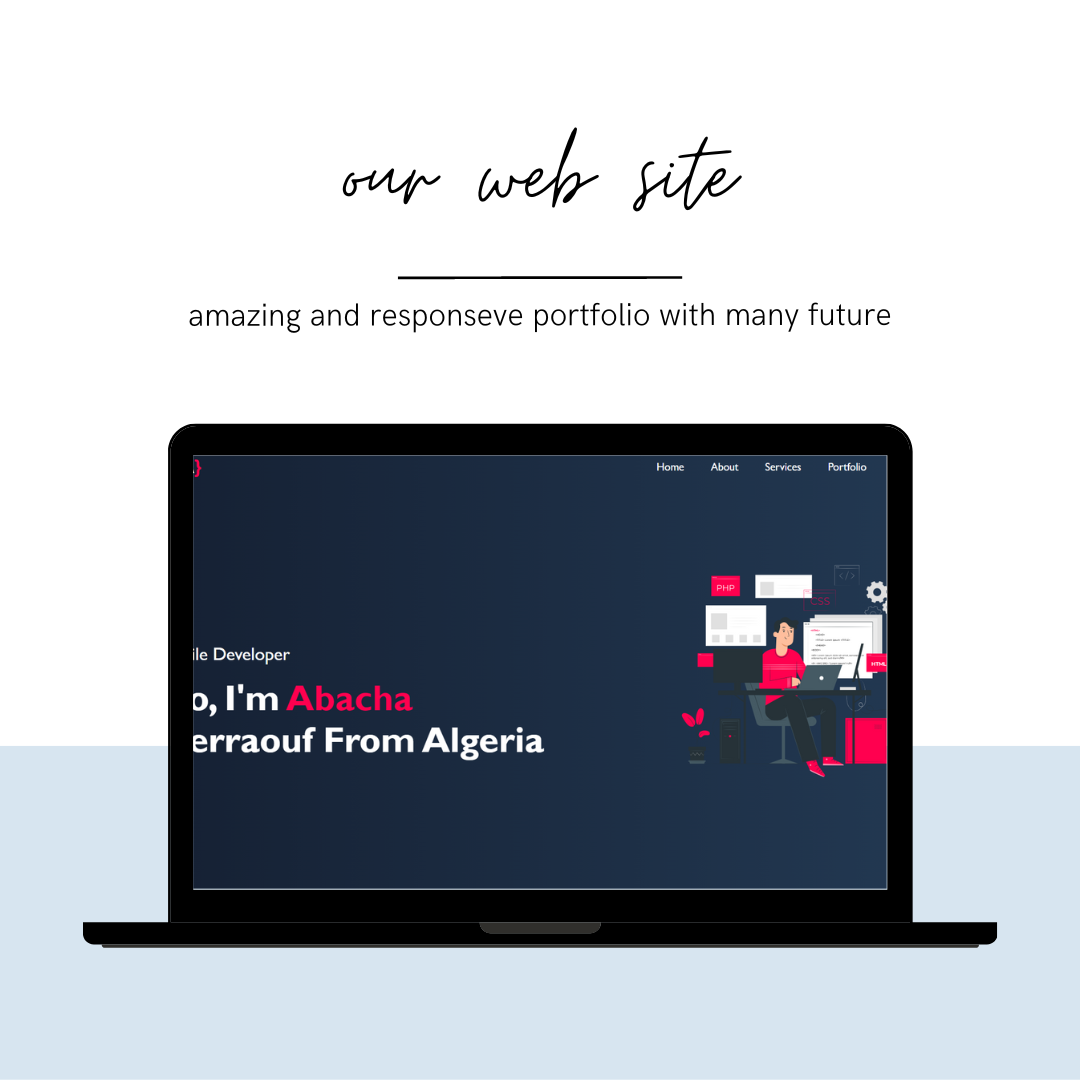 our web site
amazing and responseve portfolio with many future
}
Home About Services Portfolio
PHP
CSS
</>
HTML
ile Developer
o, I'm Abacha
erraouf From Algeria